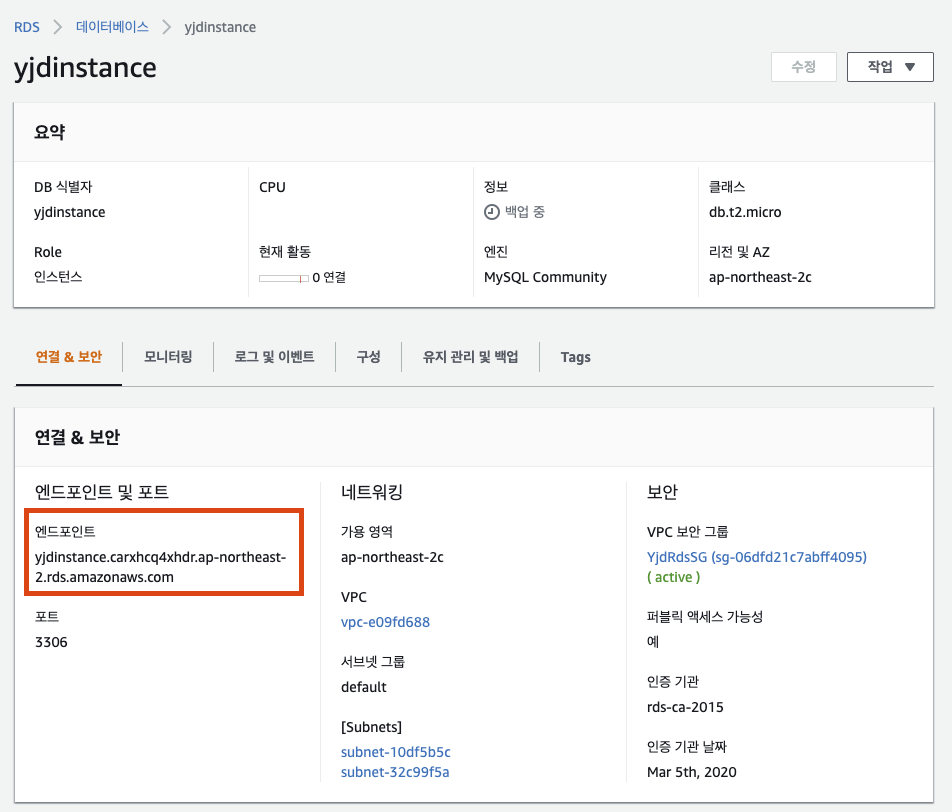 RDS > 데이터베이스 > yjdinstance
yjdinstance
수정
작업 ▼
요약
DB 식별자
yjdinstance
CPU
정보
백업 중
클래스
db.t2.micro
Role
인스턴스
현재 활동
0 연결
엔진
MySQL Community
리전 및 AZ
ap-northeast-2c
연결 & 보안
모니터링
로그 및 이벤트
구성
유지 관리 및 백업
Tags
연결 & 보안
엔드포인트 및 포트
엔드포인트
yjdinstance.carxhcq4xhdr.ap-northeast-
2.rds.amazonaws.com
포트
3306
네트워킹
가용 영역
ap-northeast-2c
VPC
vpc-e09fd688
서브넷 그룹
default
[Subnets]
subnet-10df5b5c
subnet-32c99f5a
보안
VPC 보안 그룹
YjdRdsSG (sg-06dfd21c7abff4095)
( active )
퍼블릭 액세스 가능성
예
인증 기관
rds-ca-2015
인증 기관 날짜
Mar 5th, 2020